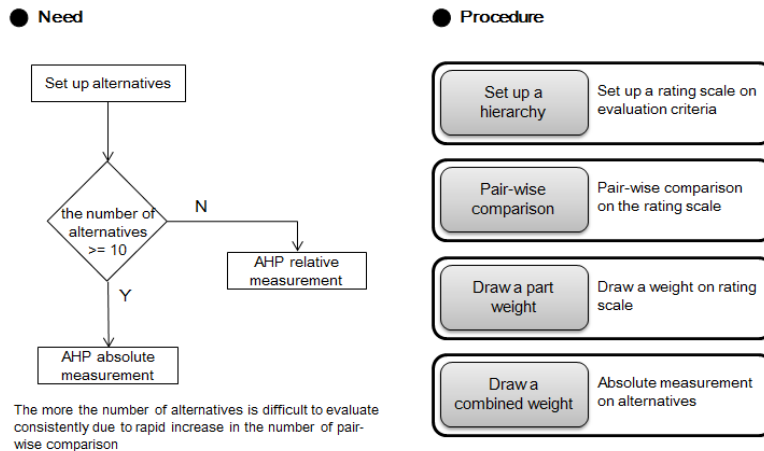 Need
Set up alternatives
the number of
alternatives
>= 10
N
Y
AHP relative
measurement
AHP absolute
measurement
The more the number of alternatives is difficult to evaluate
consistently due to rapid increase in the number of pair-
wise comparison
Procedure
Set up a
hierarchy
Set up a rating scale on
evaluation criteria
Pair-wise
comparison
Pair-wise comparison
on the rating scale
Draw a part
weight
Draw a weight on rating
scale
Draw a
combined weight
Absolute measurement
on alternatives